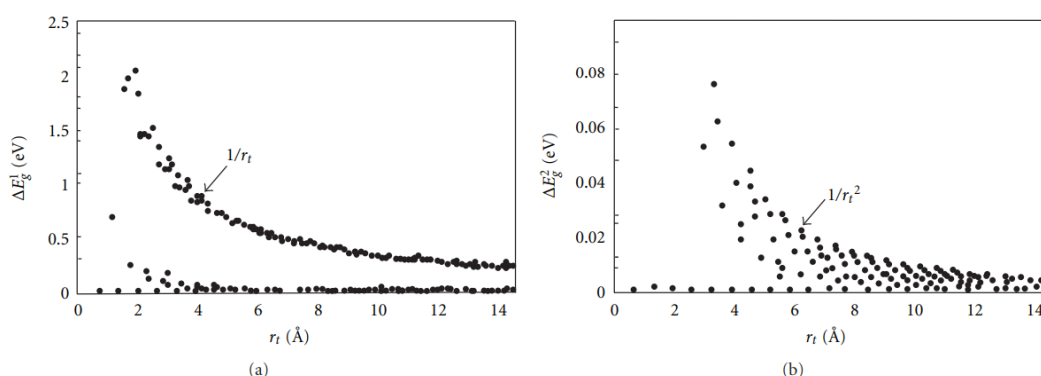 2.5
2
1.5
1
0.5
0
ΔE_g^1 (eV)
1/r_t
0 2 4 6 8 10 12 14
r_t (Å)
(a)
0.08
0.06
0.04
0.02
0
ΔE_g^2 (eV)
1/r_t^2
0 2 4 6 8 10 12 14
r_t (Å)
(b)